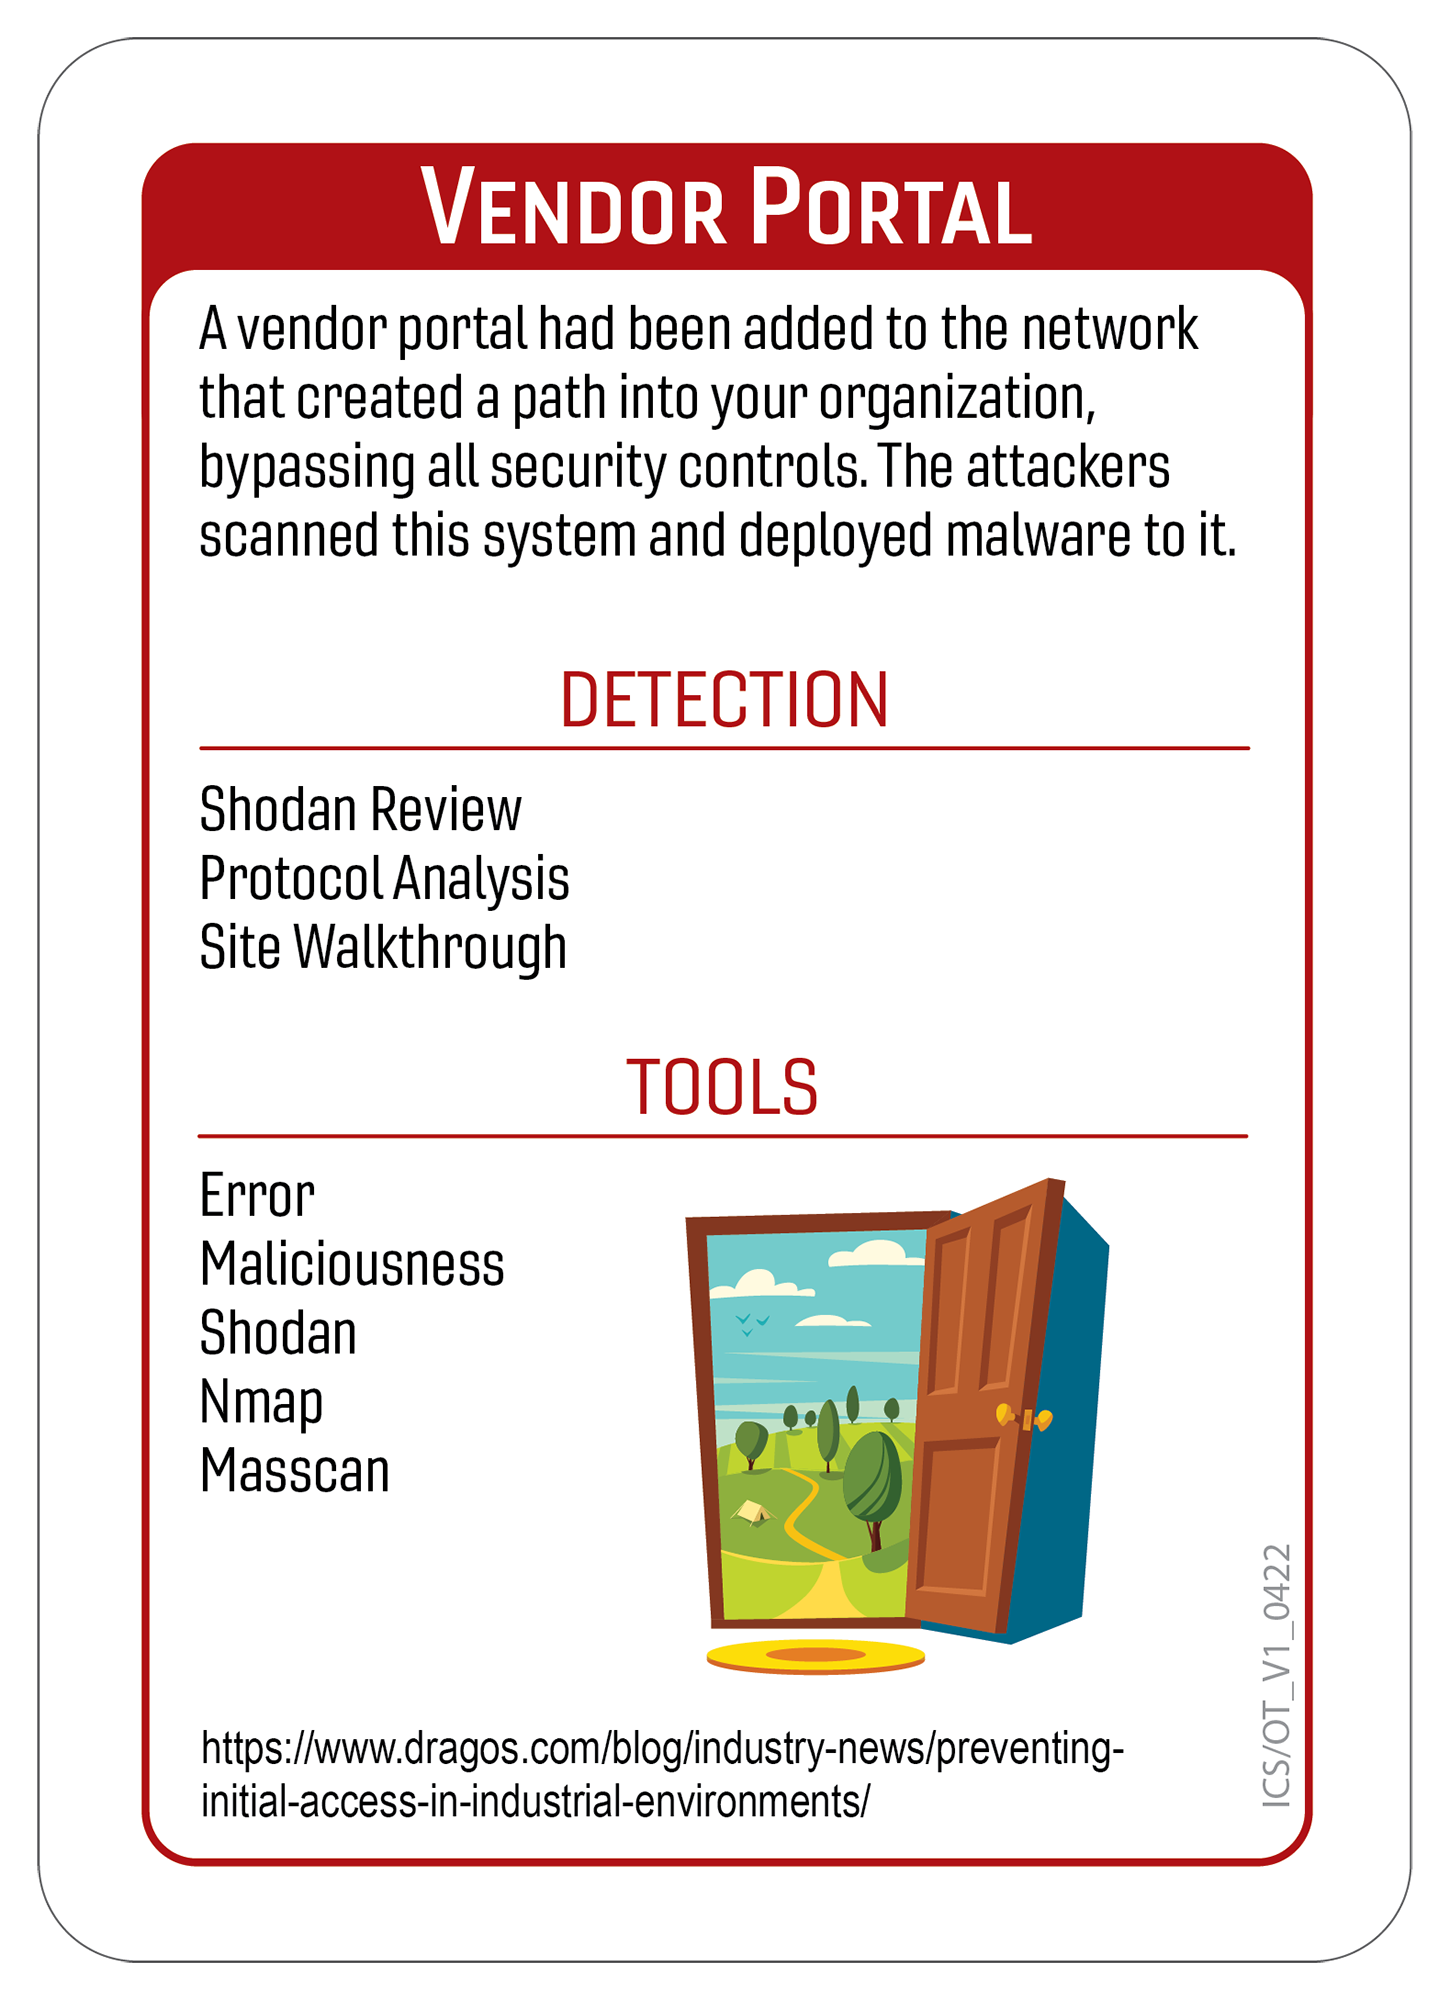 VENDOR PORTAL
A vendor portal had been added to the network
that created a path into your organization,
bypassing all security controls. The attackers
scanned this system and deployed malware to it.
DETECTION
Shodan Review
Protocol Analysis
Site Walkthrough
TOOLS
Error
Maliciousness
Shodan
Nmap
Masscan
https://www.dragos.com/blog/industry-news/preventing-
initial-access-in-industrial-environments/
ICS/OT_V1_0422